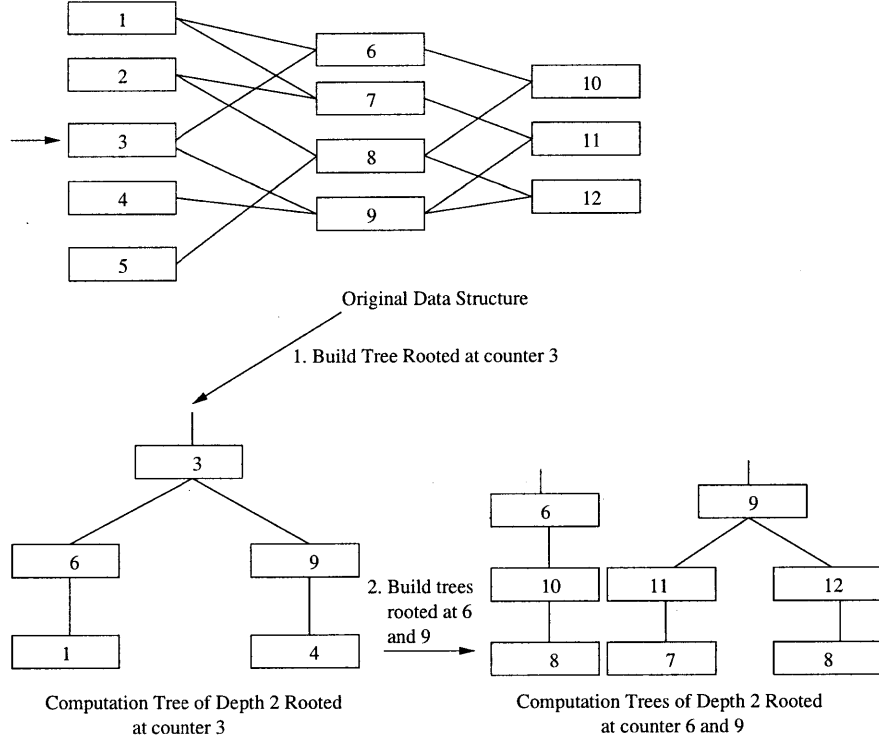 1
2
3
4
5
6
7
8
9
10
11
12
Original Data Structure
1. Build Tree Rooted at counter 3
3
6
9
1
4
Computation Tree of Depth 2 Rooted
at counter 3
2. Build trees
rooted at 6
and 9
6
9
10
11
12
8
7
8
Computation Trees of Depth 2 Rooted
at counter 6 and 9